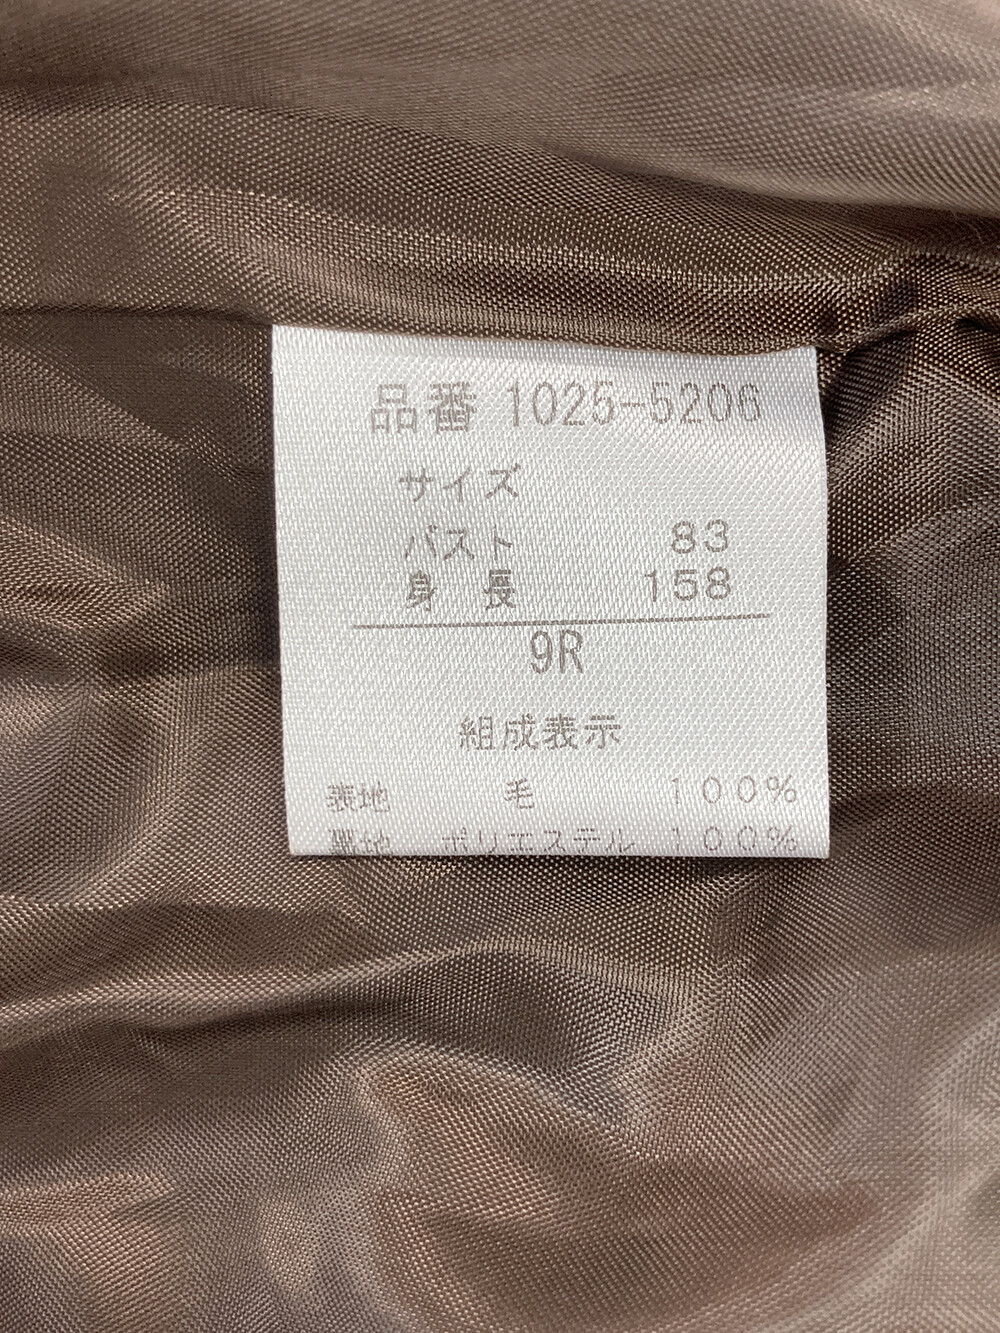 品番 1025-5206
サイズ
バスト 83
身長 158
9R
組成表示
表地 毛 100%
裏地 ポリエステル 100%